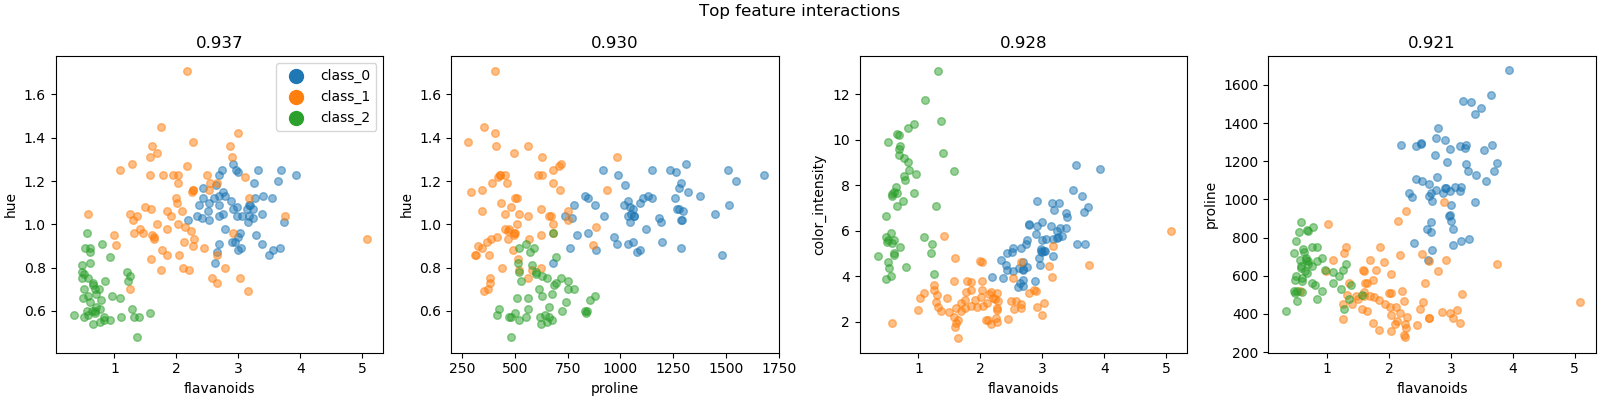 Top feature interactions
0.937
hue
1.6
1.4
1.2
1.0
0.8
0.6
class_0
class_1
class_2
1 2 3 4 5
flavanoids
0.930
hue
1.6
1.4
1.2
1.0
0.8
0.6
250 500 750 1000 1250 1500 1750
proline
0.928
color_intensity
12
10
8
6
4
2
1 2 3 4 5
flavanoids
0.921
proline
1600
1400
1200
1000
800
600
400
200
1 2 3 4 5
flavanoids